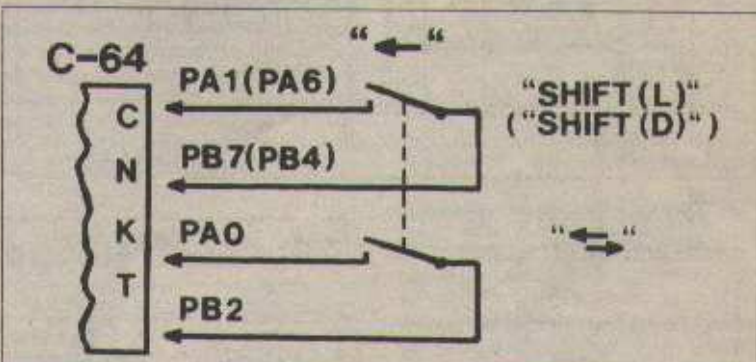 “←“
C-64
PA1(PA6)
“SHIFT(L)“
(“SHIFT(D)“)
C
N
PB7(PB4)
K
PA0
“⇆“
T
PB2